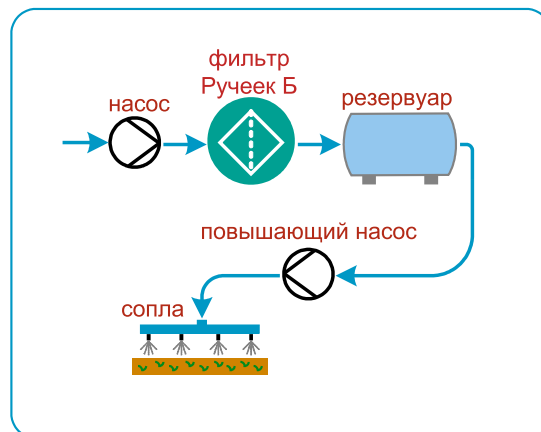 фильтр
Ручеек Б
насос
резервуар
повышающий насос
сопла